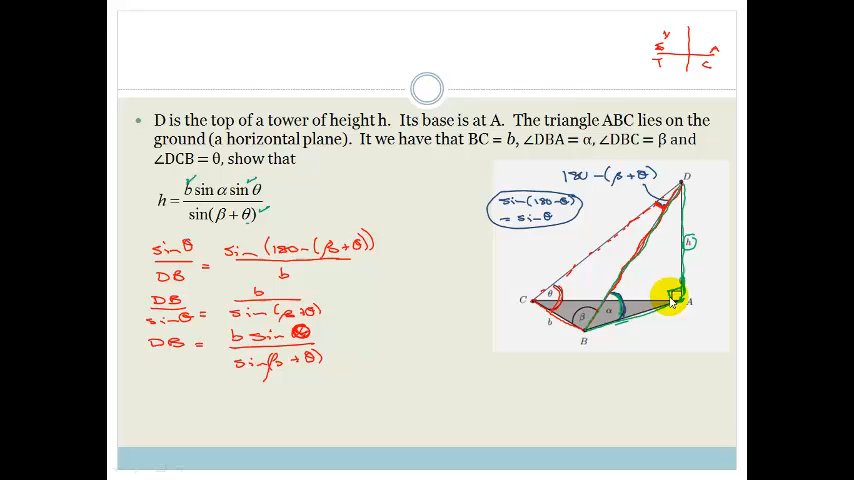 S A
T C
D is the top of a tower of height h. Its base is at A. The triangle ABC lies on the
ground (a horizontal plane). It we have that BC = b, ∠DBA = α, ∠DBC = β and
∠DCB = θ, show that
h = b sin α sin θ / sin(β + θ)
180 - (β + θ)
D
sin(180 - θ)
= sin θ
h
sin θ / DB = sin(180 - (β + θ)) / b
C θ A
b β α
B
DB / sin θ = b / sin(β + θ)
DB = b sin / sin(β + θ)